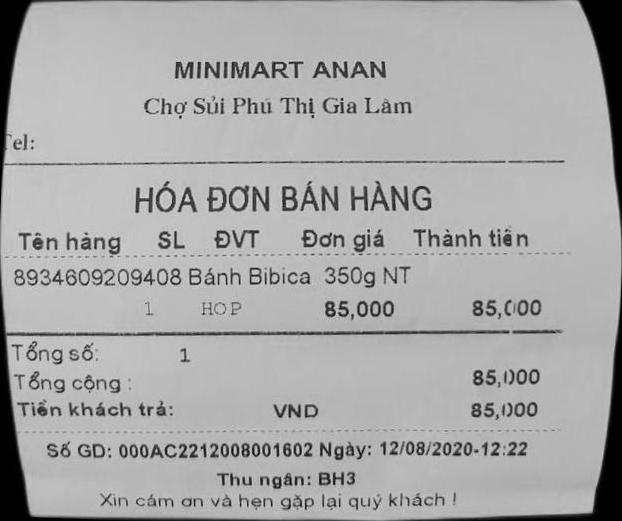 MINIMART ANAN
Chợ Sủi Phú Thị Gia Lâm
Tel:
HÓA ĐƠN BÁN HÀNG
Tên hàng SL ĐVT Đơn giá Thành tiền
8934609209408 Bánh Bibica 350g NT
1 HOP 85,000 85,000
Tổng số: 1
Tổng cộng : 85,000
Tiền khách trả: VND 85,000
Số GD: 000AC2212008001602 Ngày: 12/08/2020-12:22
Thu ngân: BH3
Xin cám ơn và hẹn gặp lại quý khách !